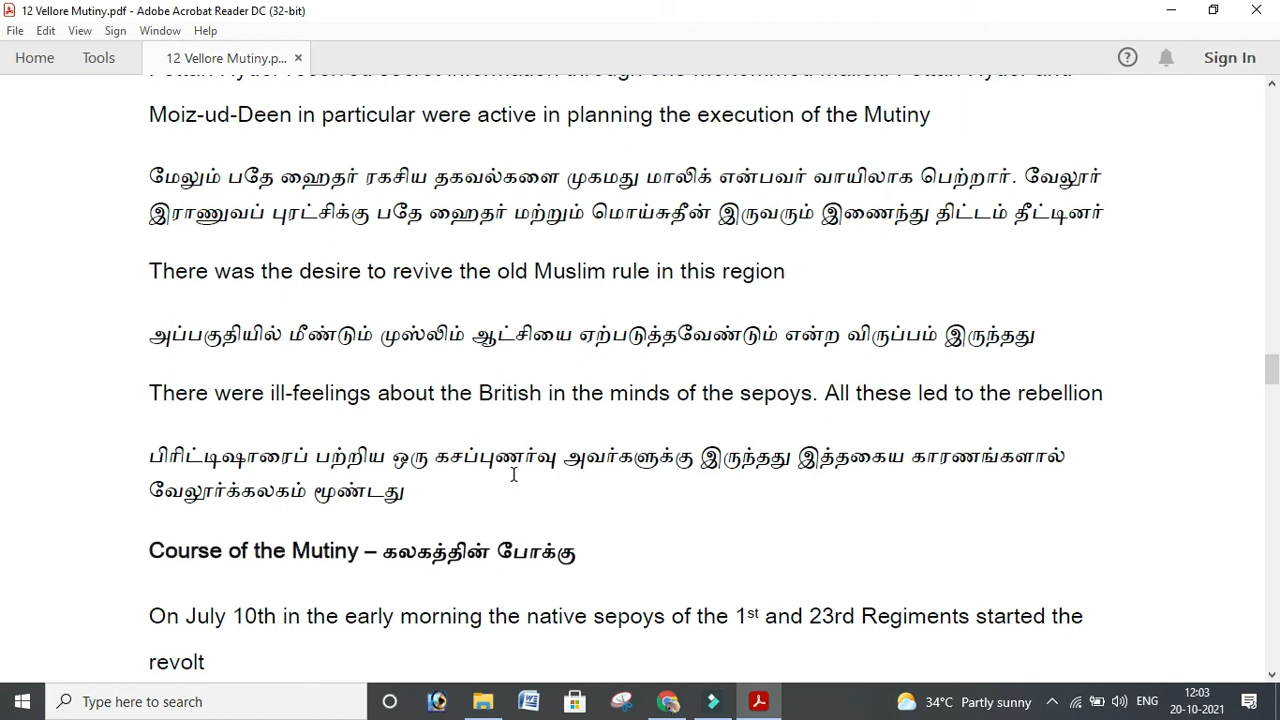 12 Vellore Mutiny.pdf - Adobe Acrobat Reader DC (32-bit)
File Edit View Sign Window Help
Home Tools 12 Vellore Mutiny.p... × Sign In
Moiz-ud-Deen in particular were active in planning the execution of the Mutiny
மேலும் பதே ஹைதர் ரகசிய தகவல்களை முகமது மாலிக் என்பவர் வாயிலாக பெற்றார். வேலூர்
இராணுவப் புரட்சிக்கு பதே ஹைதர் மற்றும் மொய்சுதீன் இருவரும் இணைந்து திட்டம் தீட்டினர்
There was the desire to revive the old Muslim rule in this region
அப்பகுதியில் மீண்டும் முஸ்லிம் ஆட்சியை ஏற்படுத்தவேண்டும் என்ற விருப்பம் இருந்தது
There were ill-feelings about the British in the minds of the sepoys. All these led to the rebellion
பிரிட்டிஷாரைப் பற்றிய ஒரு கசப்புணர்வு அவர்களுக்கு இருந்தது இத்தகைய காரணங்களால்
வேலூர்க்கலகம் மூண்டது
Course of the Mutiny – கலகத்தின் போக்கு
On July 10th in the early morning the native sepoys of the 1st and 23rd Regiments started the
revolt
Type here to search 34°C Partly sunny ENG 12:03
20-10-2021